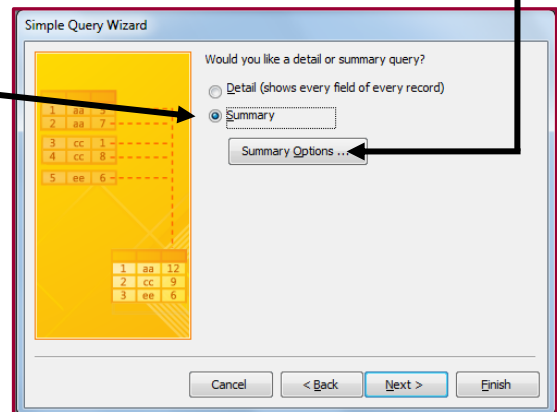 Simple Query Wizard
Would you like a detail or summary query?
Detail (shows every field of every record)
Summary
Summary Options ...
1 aa 5
2 aa 7
3 cc 1
4 cc 8
5 ee 6
1 aa 12
2 cc 9
3 ee 6
Cancel
< Back
Next >
Finish